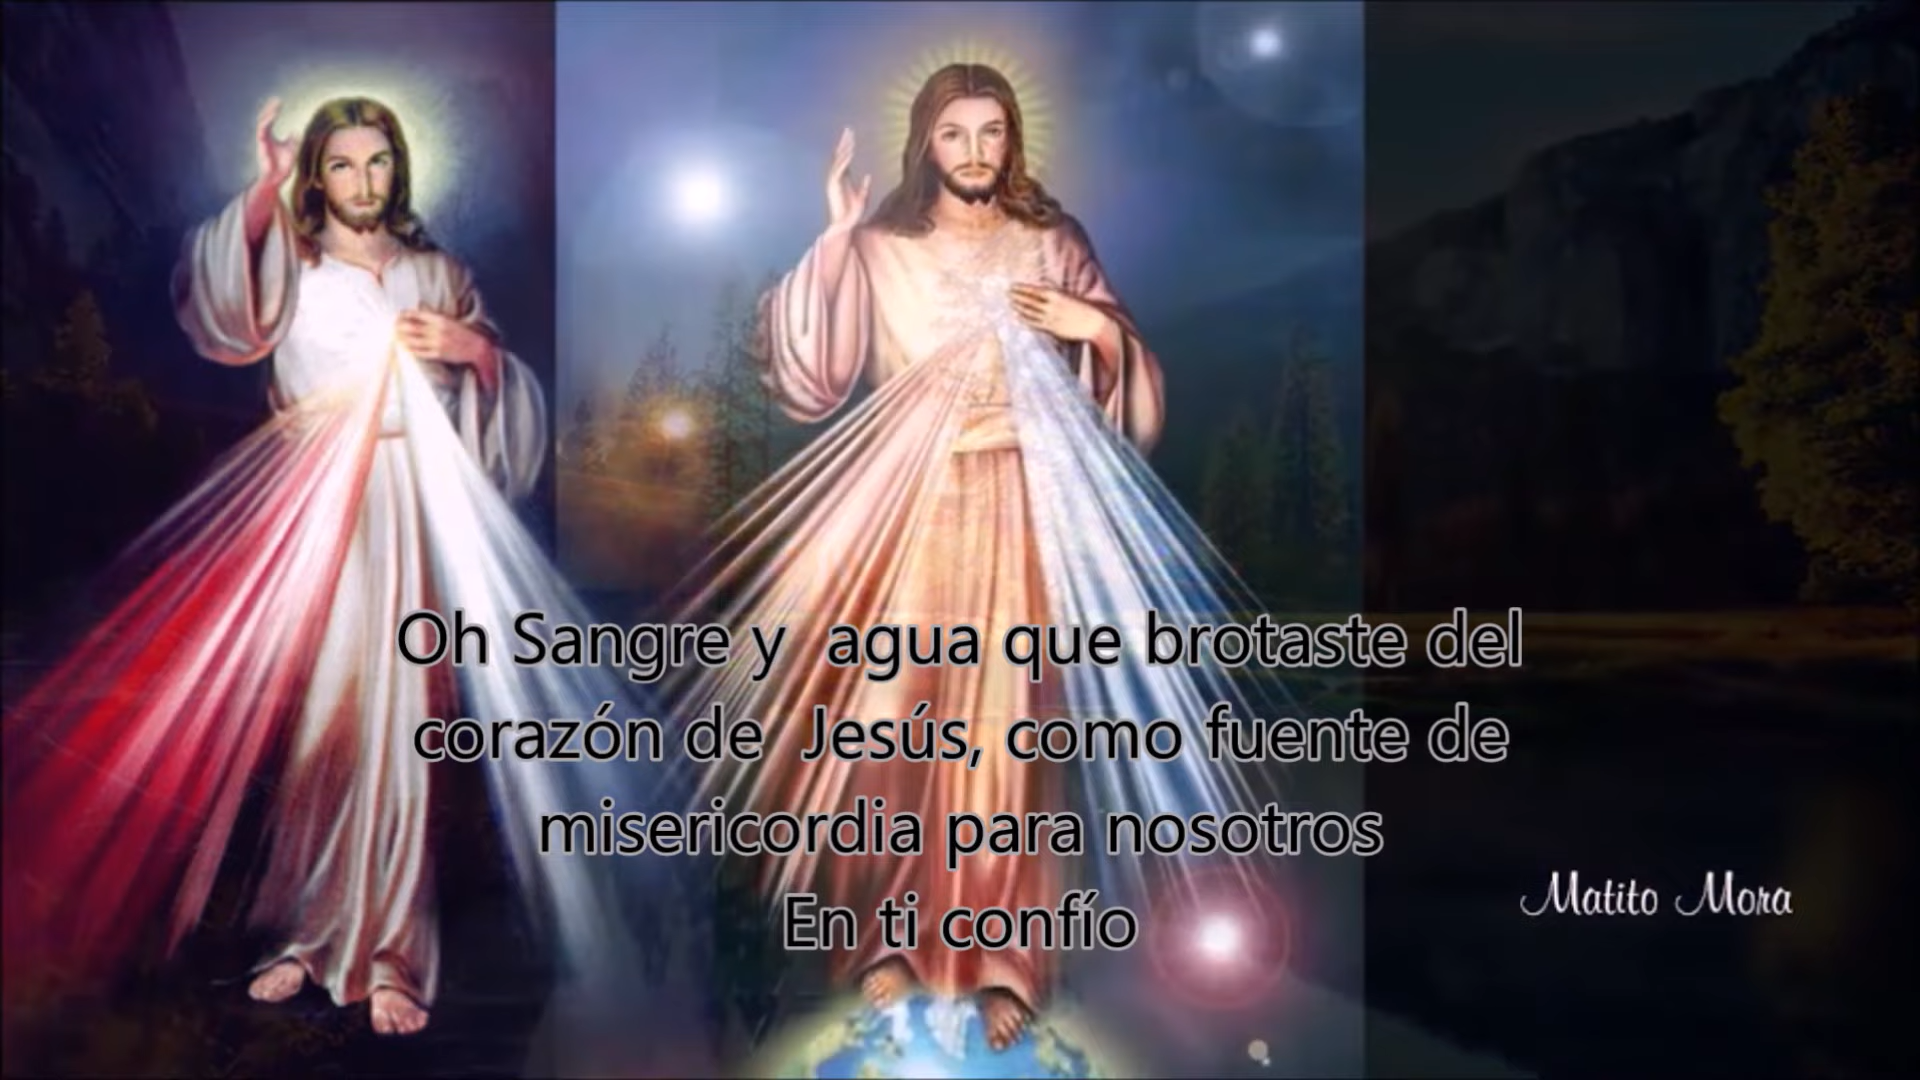 Oh Sangre y  agua que brotaste del
corazón de  Jesús, como fuente de
misericordia para nosotros
En ti confío
Matito Mora